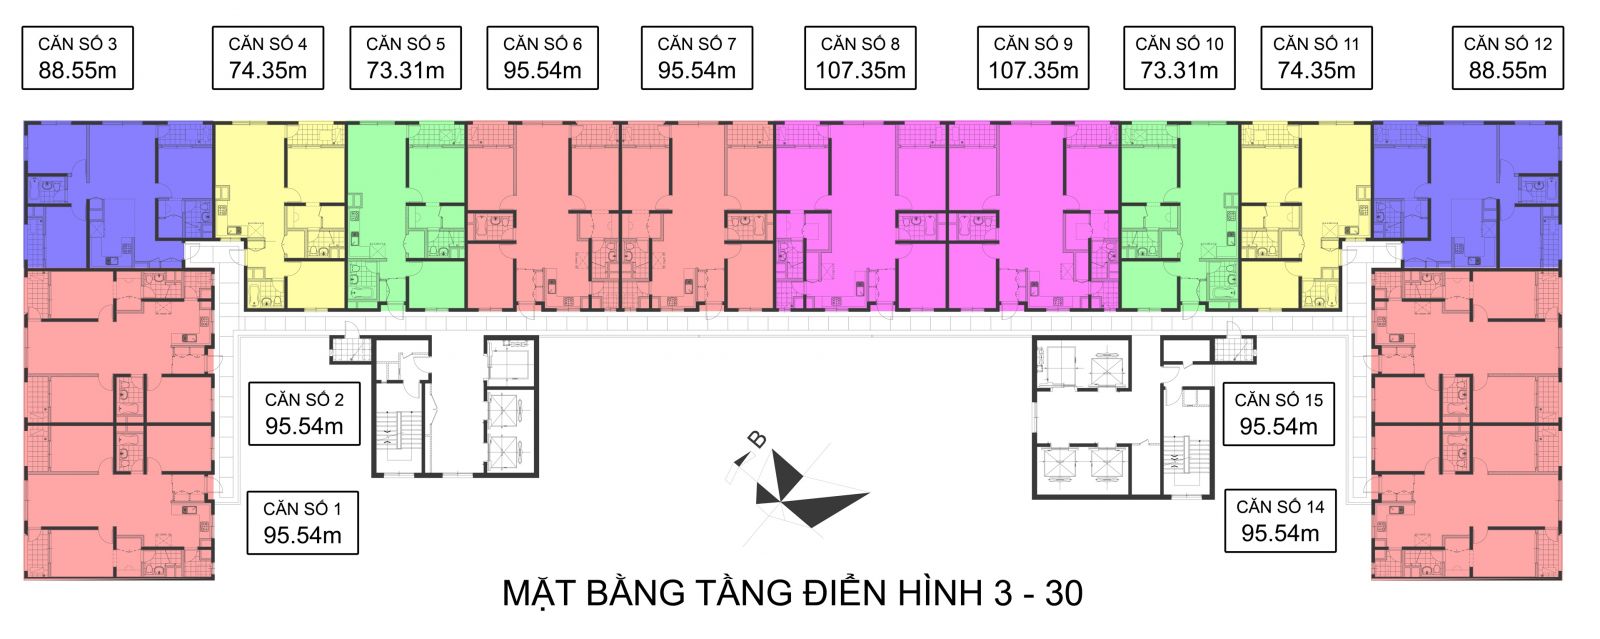 CĂN SỐ 3
88.55m
CĂN SỐ 4
74.35m
CĂN SỐ 5
73.31m
CĂN SỐ 6
95.54m
CĂN SỐ 7
95.54m
CĂN SỐ 8
107.35m
CĂN SỐ 9
107.35m
CĂN SỐ 10
73.31m
CĂN SỐ 11
74.35m
CĂN SỐ 12
88.55m
CĂN SỐ 2
95.54m
CĂN SỐ 15
95.54m
B
CĂN SỐ 1
95.54m
CĂN SỐ 14
95.54m
MẶT BẰNG TẦNG ĐIỂN HÌNH 3 - 30